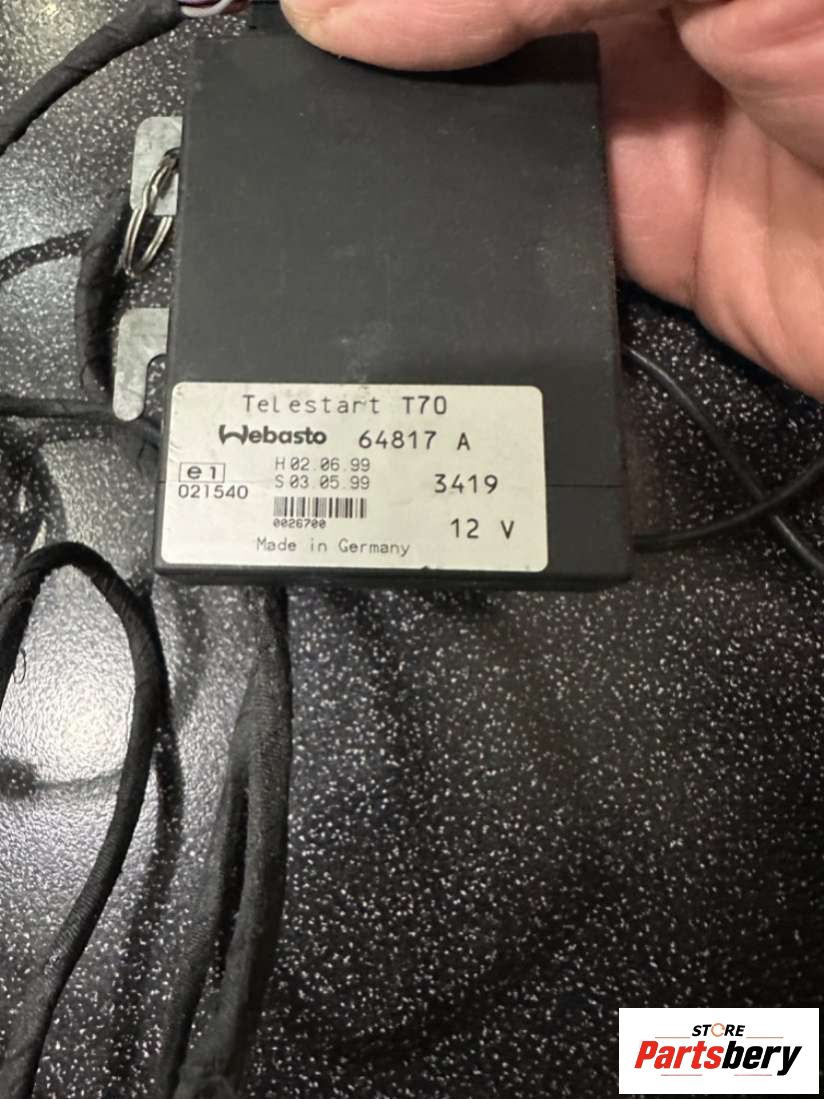 Telestart T70
Webasto 64817 A
e1
021540
H 02.06.99
S 03.05.99
3419
0026700
12 V
Made in Germany
STORE
Partsbery